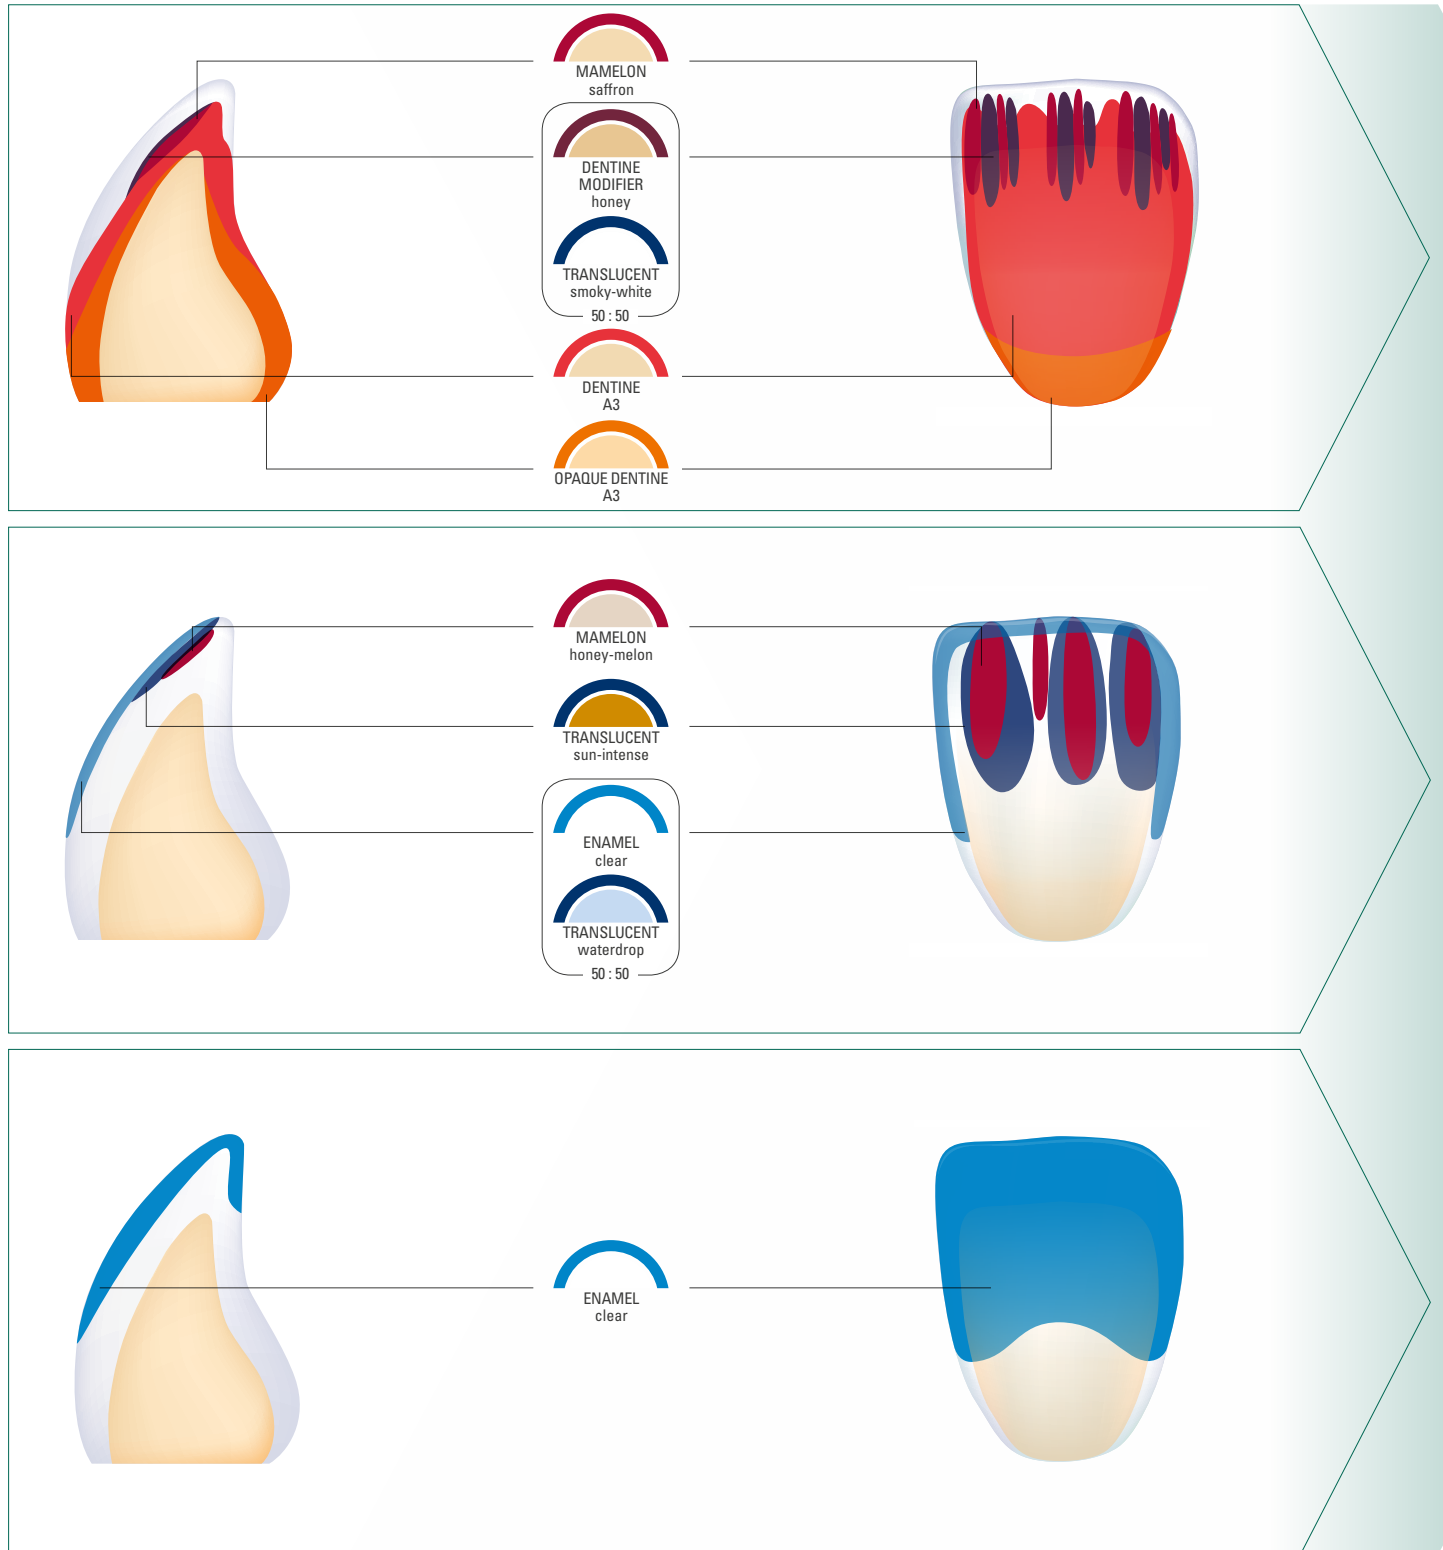 MAMELON
saffron
DENTINE
MODIFIER
honey
TRANSLUCENT
smoky-white
50 : 50
DENTINE
A3
OPAQUE DENTINE
A3
MAMELON
honey-melon
TRANSLUCENT
sun-intense
ENAMEL
clear
TRANSLUCENT
waterdrop
50 : 50
ENAMEL
clear